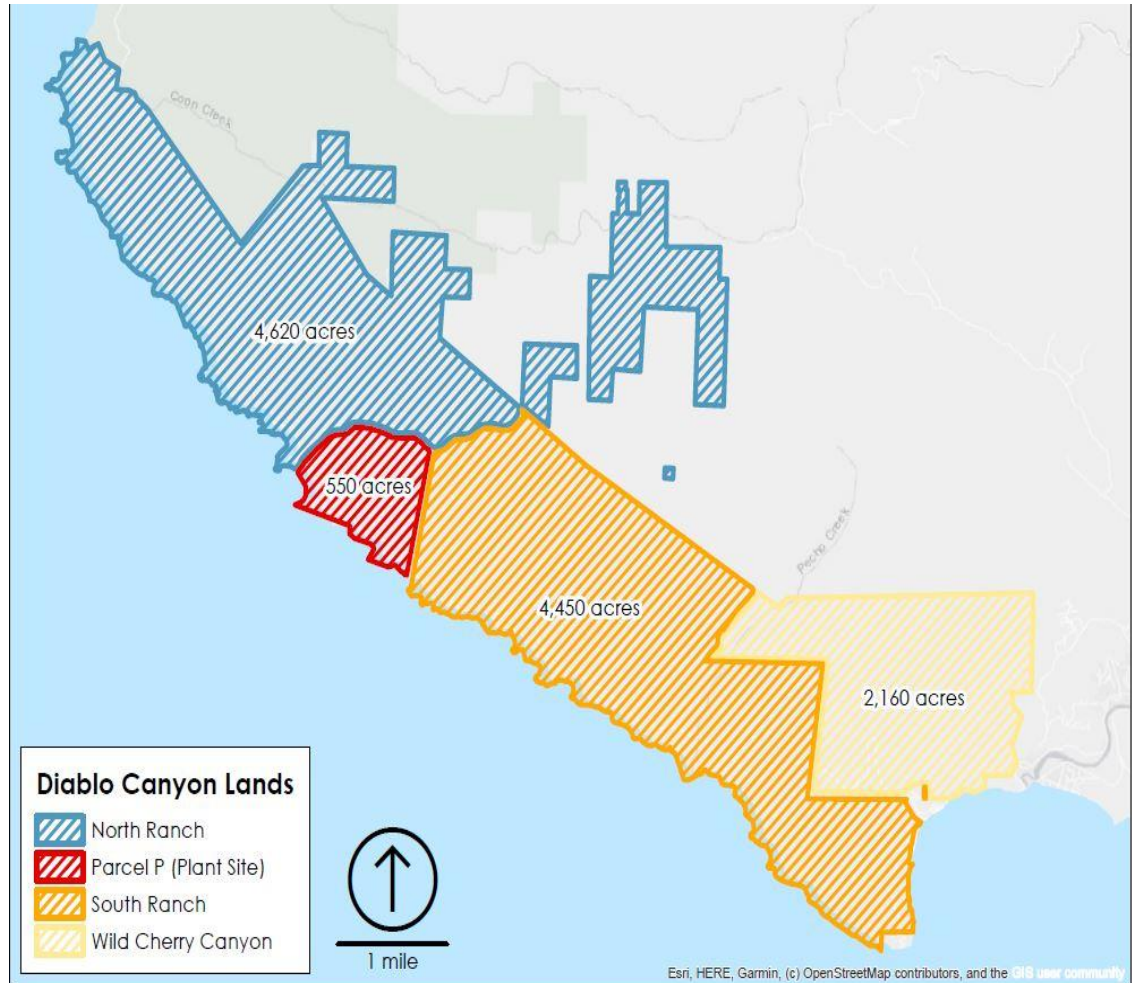 Coon Creek
4,620 acres
550 acres
4,450 acres
Pecho Creek
2,160 acres
Diablo Canyon Lands
North Ranch
Parcel P (Plant Site)
South Ranch
Wild Cherry Canyon
1 mile
Esri, HERE, Garmin, (c) OpenStreetMap contributors, and the GIS user community